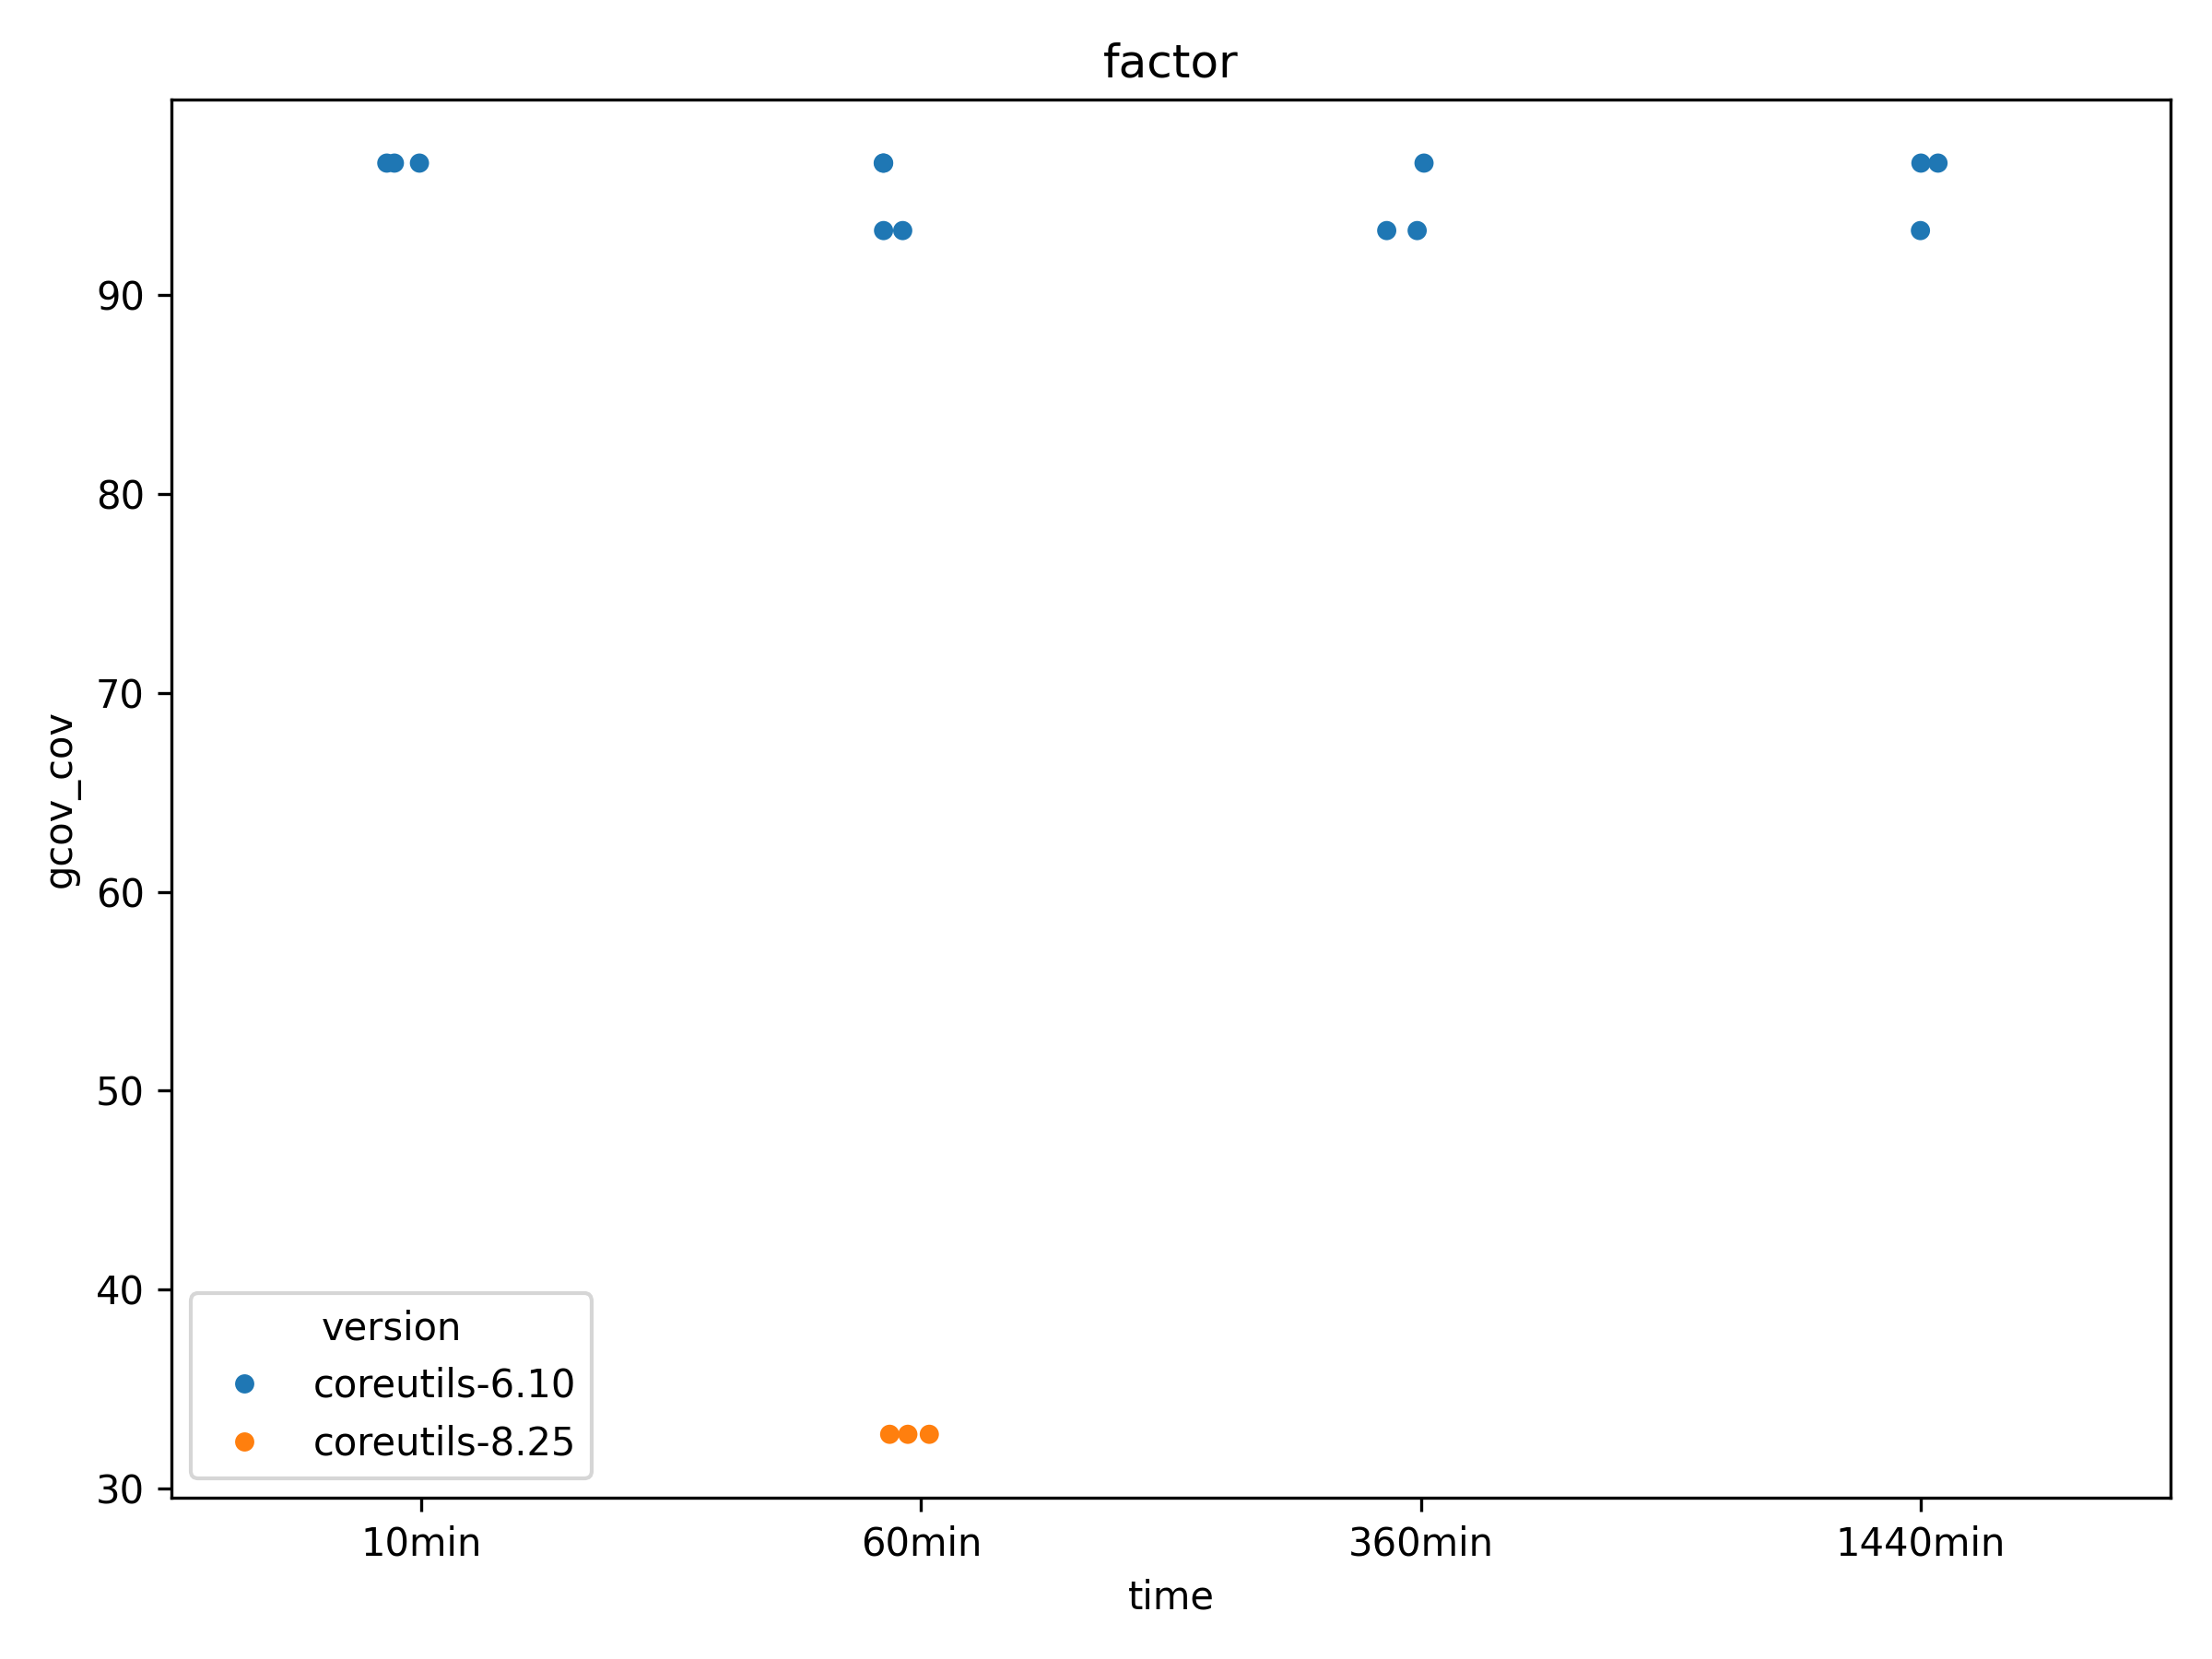 factor
gcov_cov
90
80
70
60
50
40
30
version
coreutils-6.10
coreutils-8.25
10min
60min
360min
1440min
time